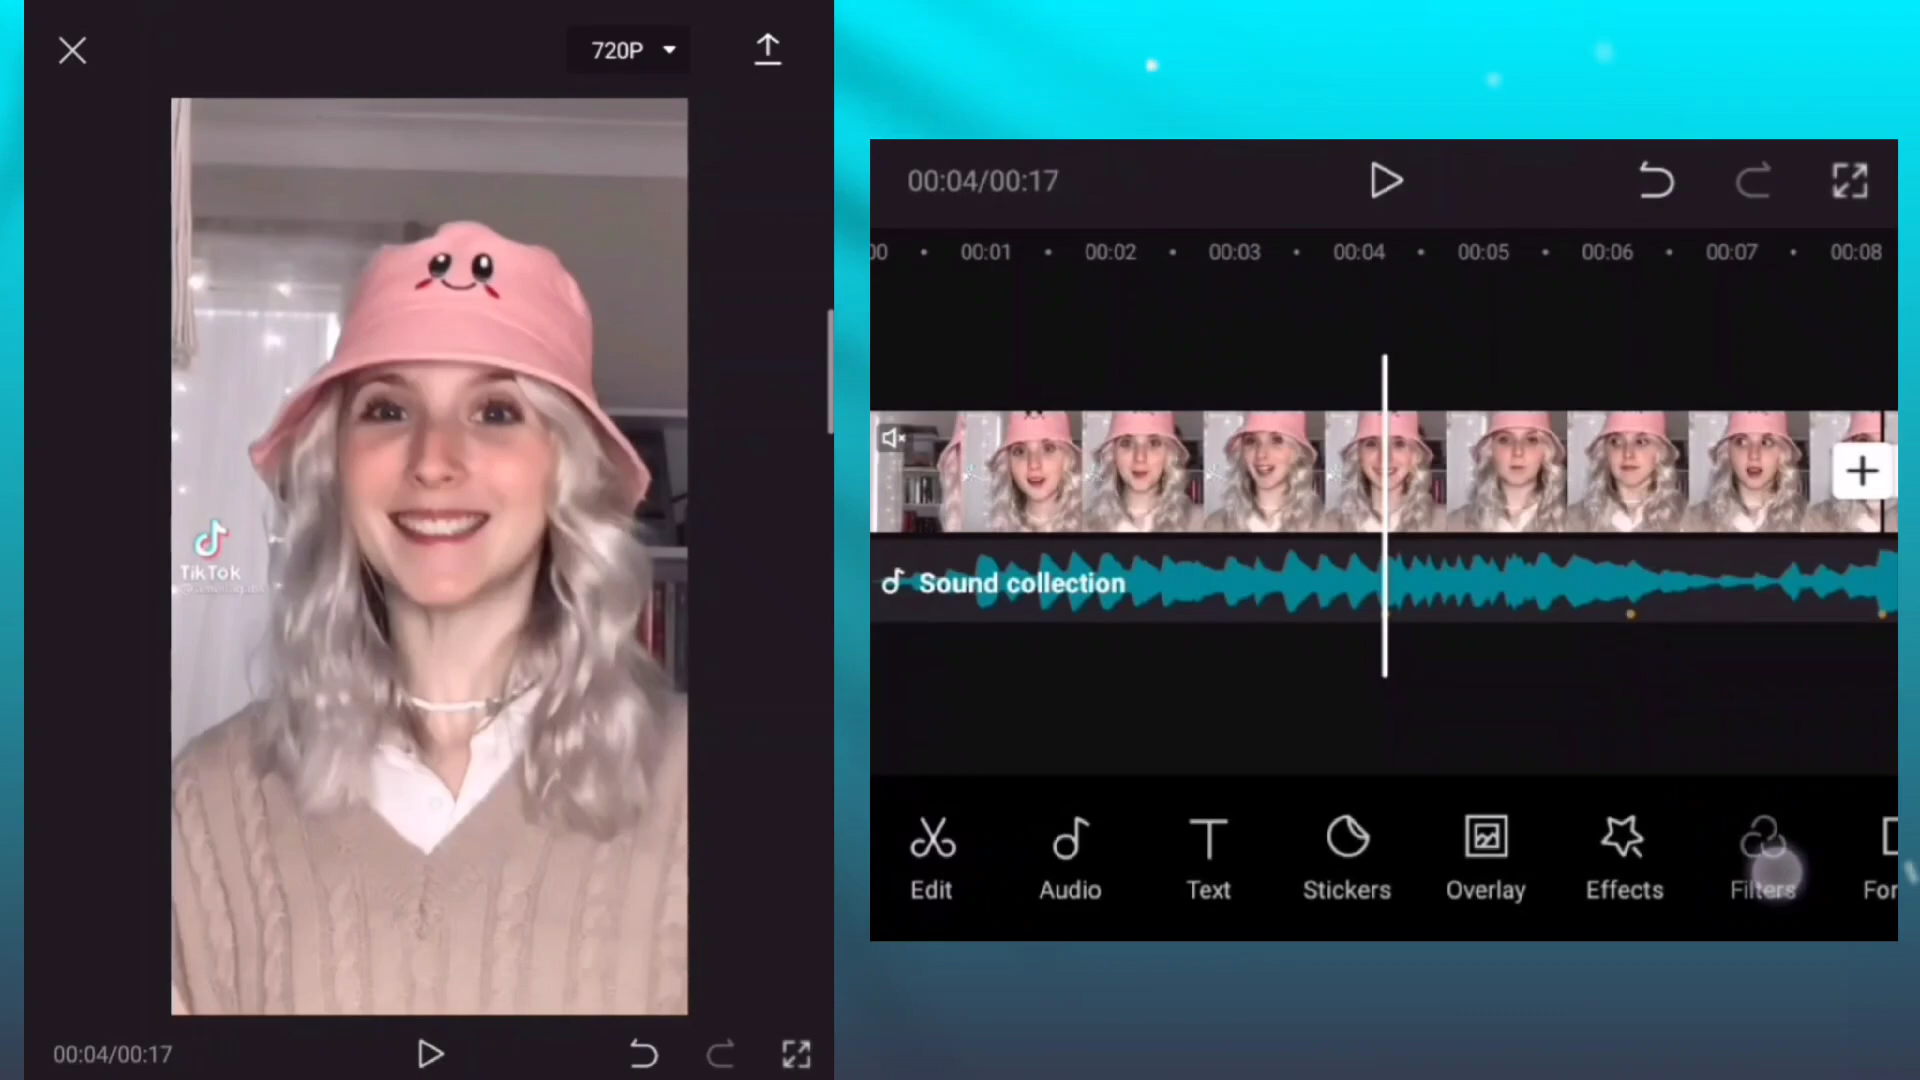 720P
TikTok
00:04/00:17
00:04/00:17
00 00:01 00:02 00:03 00:04 00:05 00:06 00:07 00:08
Sound collection
Edit Audio Text Stickers Overlay Effects Filters For